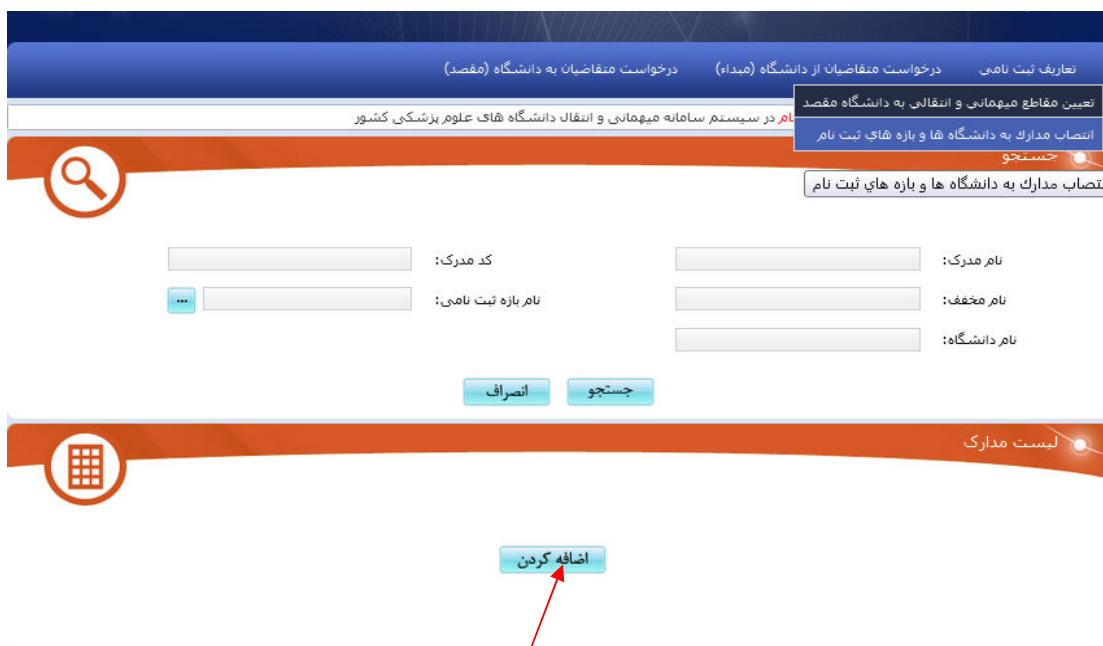 تعاریف ثبت نامی درخواست متقاضیان از دانشگاه (مبداء) درخواست متقاضیان به دانشگاه (مقصد)
تعیین مقاطع میهمانی و انتقالی به دانشگاه مقصد
انتصاب مدارك به دانشگاه ها و بازه هاي ثبت نام
در سیستم سامانه میهمانی و انتقال دانشگاه های علوم پزشکی کشور
جستجو
تصاب مدارك به دانشگاه ها و بازه هاي ثبت نام
نام مدرک: کد مدرک:
نام مخفف: نام بازه ثبت نامی: ...
نام دانشگاه:
جستجو انصراف
لیست مدارک
اضافه کردن